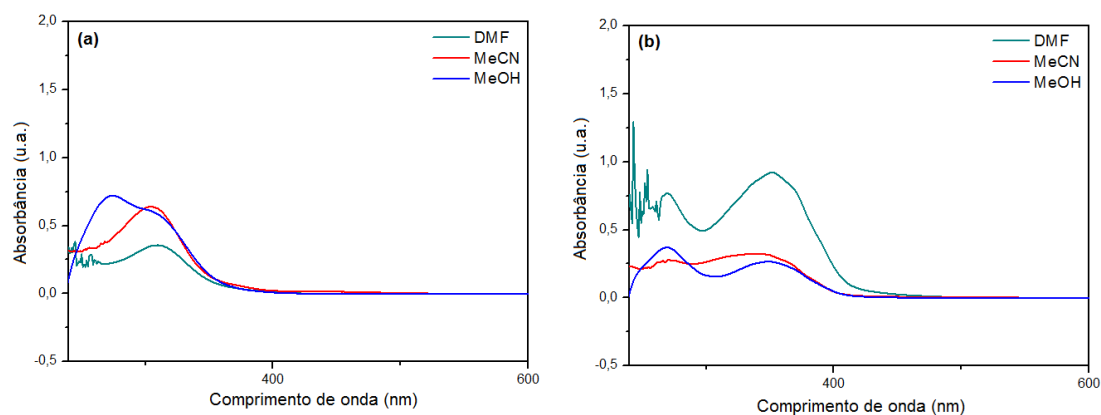 (a)
DMF
MeCN
MeOH
2,0
1,5
1,0
0,5
0,0
-0,5
400
600
Absorbância (u.a.)
Comprimento de onda (nm)
(b)
DMF
MeCN
MeOH
2,0
1,5
1,0
0,5
0,0
-0,5
400
600
Absorbância (u.a.)
Comprimento de onda (nm)